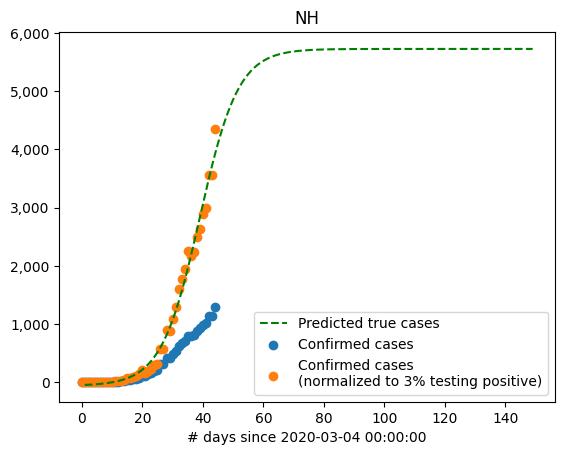 NH
6,000
5,000
4,000
3,000
2,000
1,000
0
0 20 40 60 80 100 120 140
# days since 2020-03-04 00:00:00
Predicted true cases
Confirmed cases
Confirmed cases
(normalized to 3% testing positive)